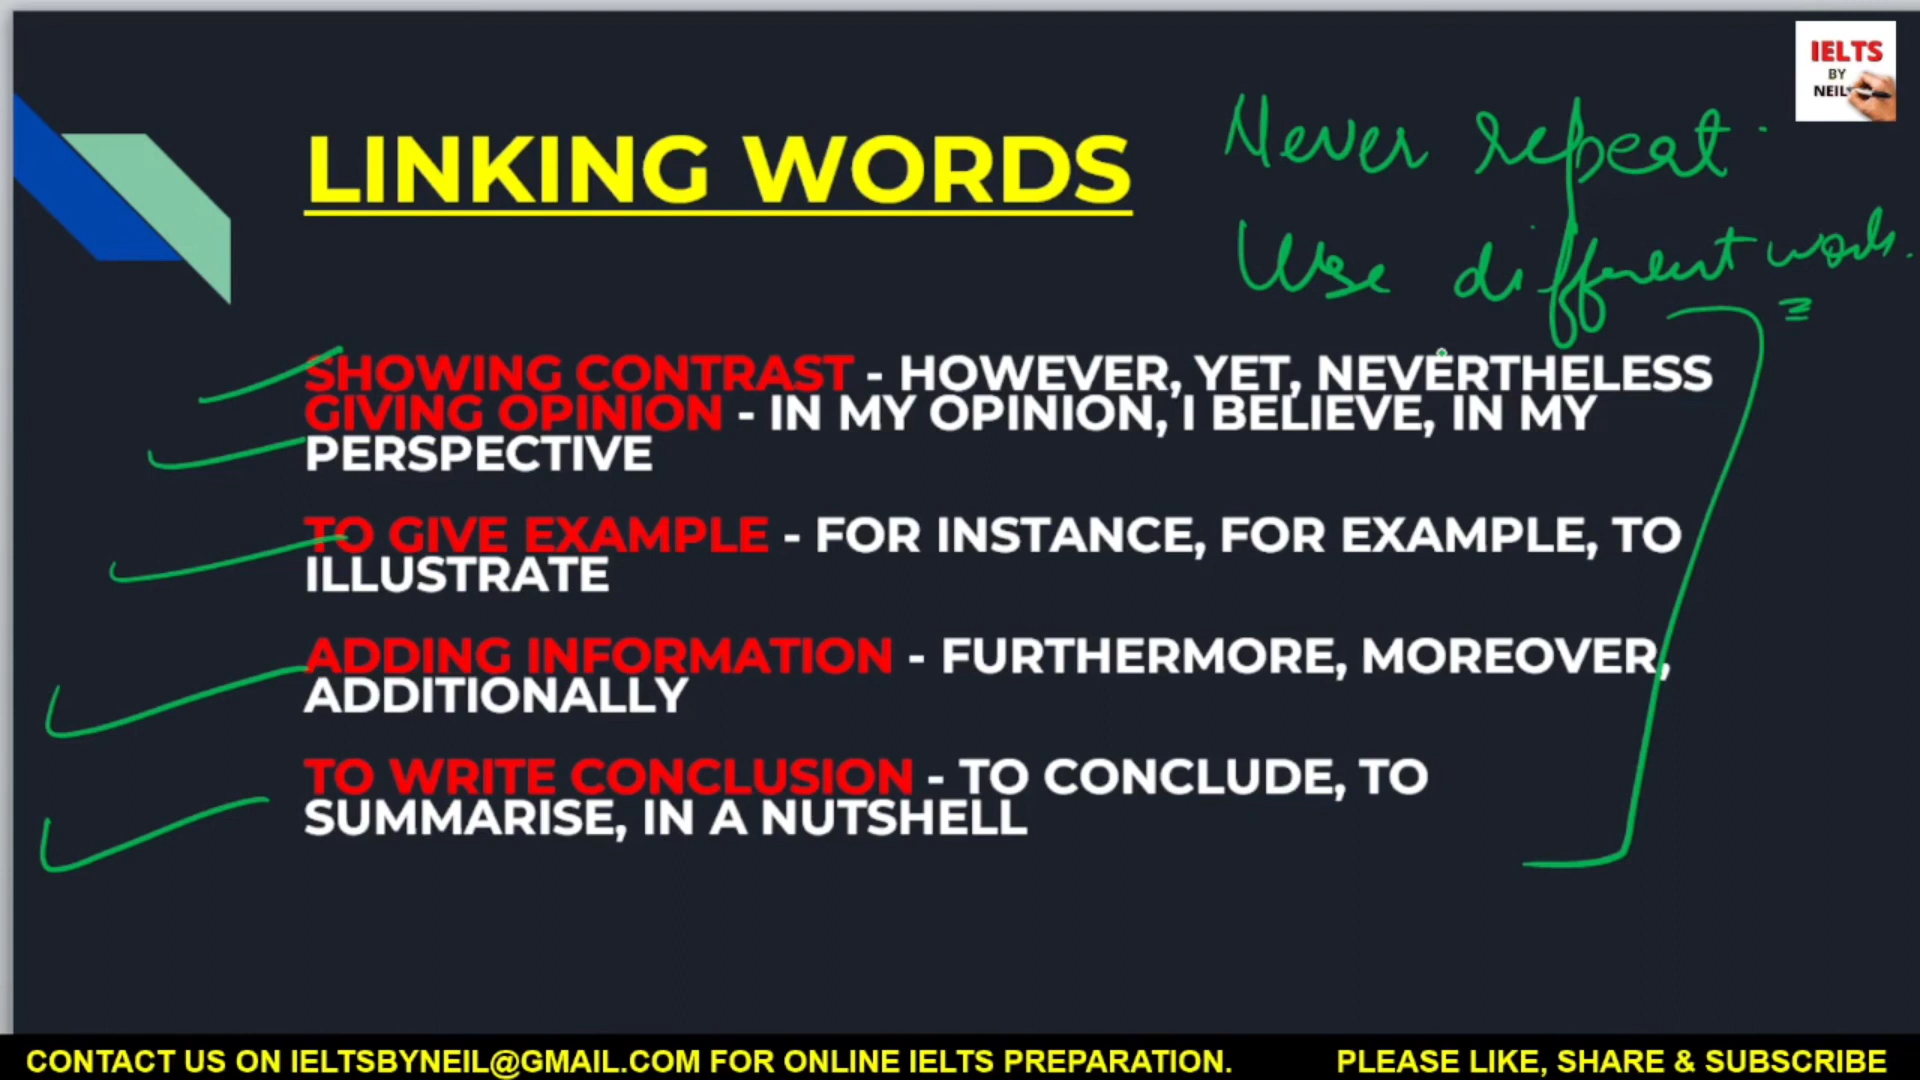 IELTS
BY
NEIL
LINKING WORDS
Never repeat.
Use different words.
SHOWING CONTRAST - HOWEVER, YET, NEVERTHELESS
GIVING OPINION - IN MY OPINION, I BELIEVE, IN MY
PERSPECTIVE
TO GIVE EXAMPLE - FOR INSTANCE, FOR EXAMPLE, TO
ILLUSTRATE
ADDING INFORMATION - FURTHERMORE, MOREOVER,
ADDITIONALLY
TO WRITE CONCLUSION - TO CONCLUDE, TO
SUMMARISE, IN A NUTSHELL
CONTACT US ON IELTSBYNEIL@GMAIL.COM FOR ONLINE IELTS PREPARATION. PLEASE LIKE, SHARE & SUBSCRIBE